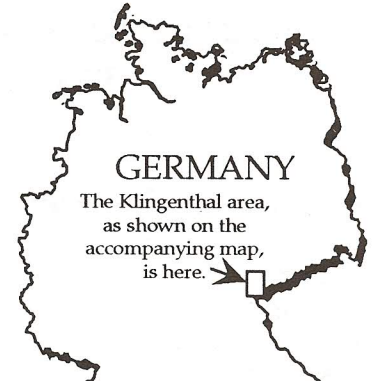 GERMANY
The Klingenthal area,
as shown on the
accompanying map,
is here.